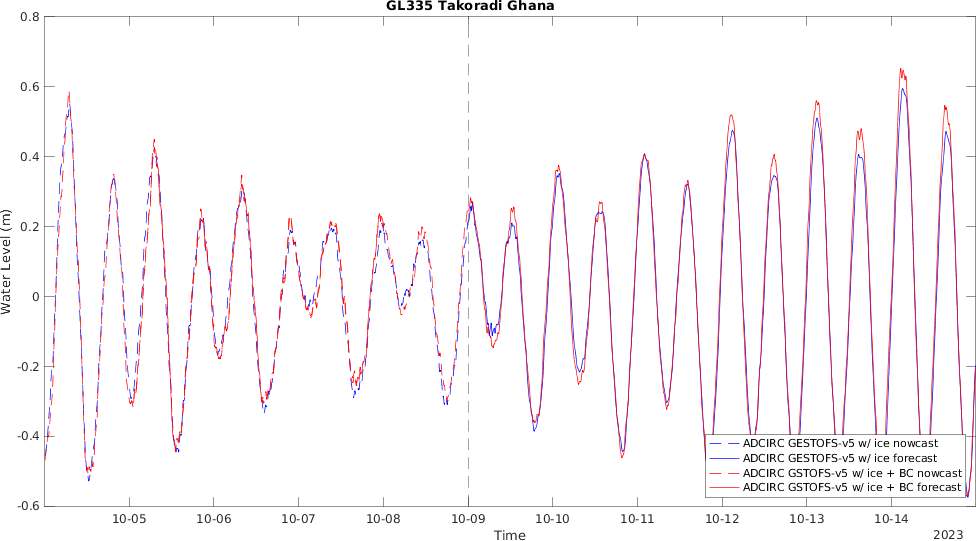 GL335 Takoradi Ghana
0.8
0.6
0.4
0.2
0
-0.2
-0.4
-0.6
Water Level (m)
ADCIRC GESTOFS-v5 w/ ice nowcast
ADCIRC GESTOFS-v5 w/ ice forecast
ADCIRC GSTOFS-v5 w/ ice + BC nowcast
ADCIRC GSTOFS-v5 w/ ice + BC forecast
10-05 10-06 10-07 10-08 10-09 10-10 10-11 10-12 10-13 10-14
Time
2023